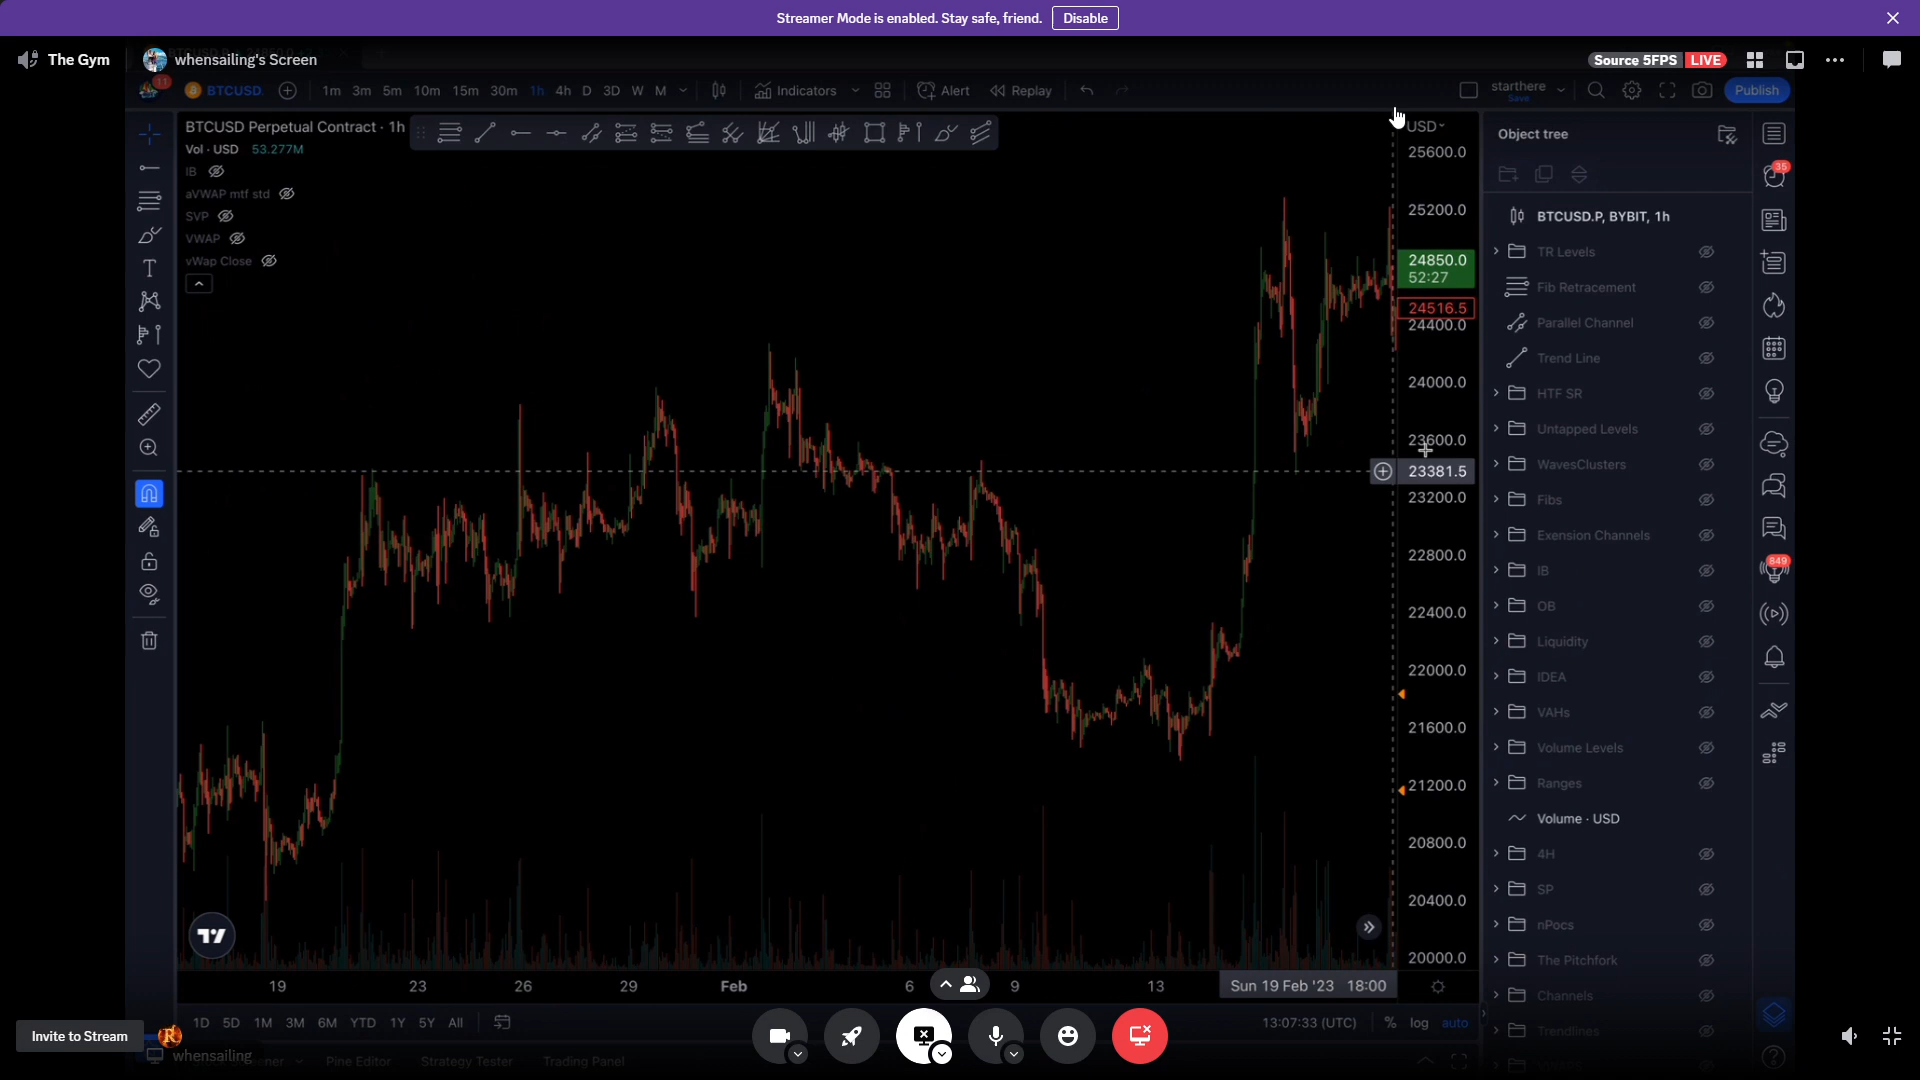 Streamer Mode is enabled. Stay safe, friend. Disable
The Gym
whensailing's Screen
Source 5FPS LIVE
11
BTCUSD.
1m 3m 5m 10m 15m 30m 1h 4h D 3D W M
Indicators
Alert
Replay
starthere
Save
Publish
BTCUSD Perpetual Contract · 1h
Vol · USD 53.277M
IB
aVWAP mtf std
SVP
VWAP
vWap Close
USD
25600.0
25200.0
24850.0
52:27
24516.5
24400.0
24000.0
23600.0
23381.5
23200.0
22800.0
22400.0
22000.0
21600.0
21200.0
20800.0
20400.0
20000.0
Object tree
BTCUSD.P, BYBIT, 1h
TR Levels
Fib Retracement
Parallel Channel
Trend Line
HTF SR
Untapped Levels
WavesClusters
Fibs
Exension Channels
IB
OB
Liquidity
IDEA
VAHs
Volume Levels
Ranges
Volume · USD
4H
SP
nPocs
The Pitchfork
Channels
Trendlines
35
849
19 23 26 29 Feb 6 9 13 Sun 19 Feb '23 18:00
1D 5D 1M 3M 6M YTD 1Y 5Y All
13:07:33 (UTC) % log auto
Invite to Stream
whensailing
Pine Editor Strategy Tester Trading Panel